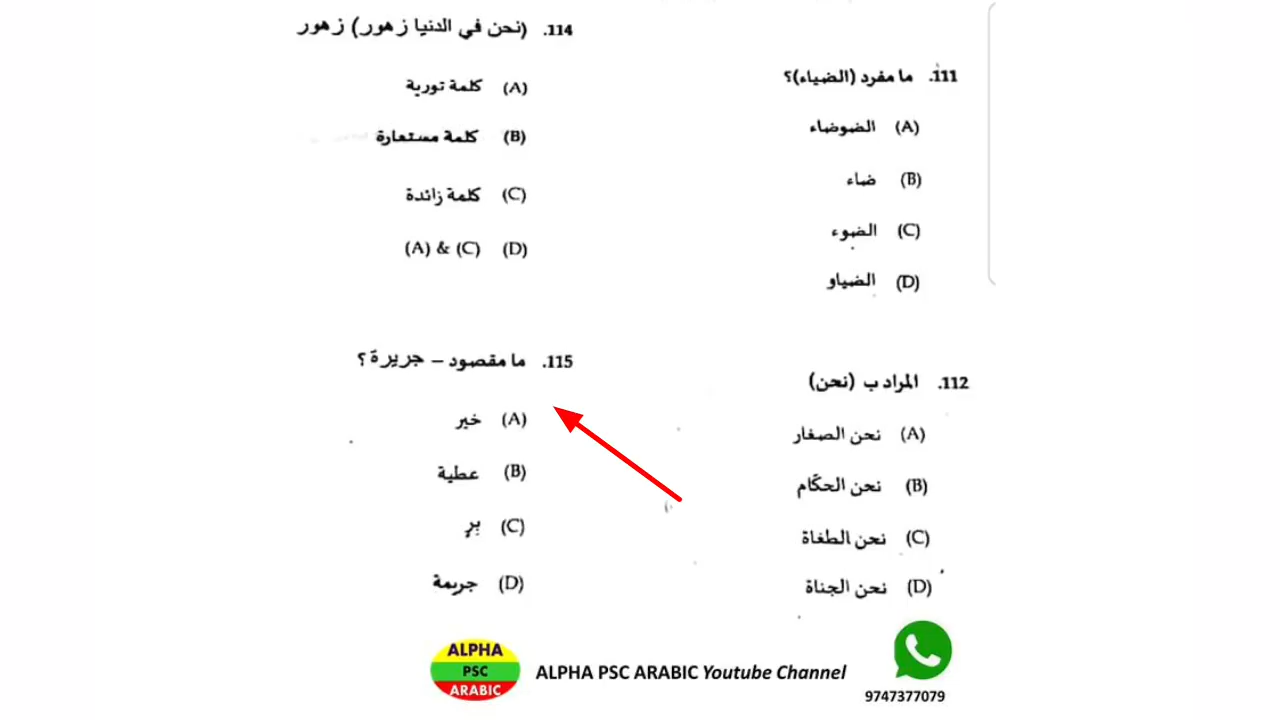 111. ما مفرد (الضياء)؟
(A) الضوضاء
(B) ضاء
(C) الضوء
(D) الضياو
112. المراد ب (نحن)
(A) نحن الصغار
(B) نحن الحكّام
(C) نحن الطغاة
(D) نحن الجناة
114. (نحن في الدنيا زهور) زهور
(A) كلمة تورية
(B) كلمة مستعارة
(C) كلمة زائدة
(D) (A) & (C)
115. ما مقصود – جريرة؟
(A) خير
(B) عطية
(C) بر
(D) جريمة
ALPHA
PSC
ARABIC
ALPHA PSC ARABIC Youtube Channel
9747377079